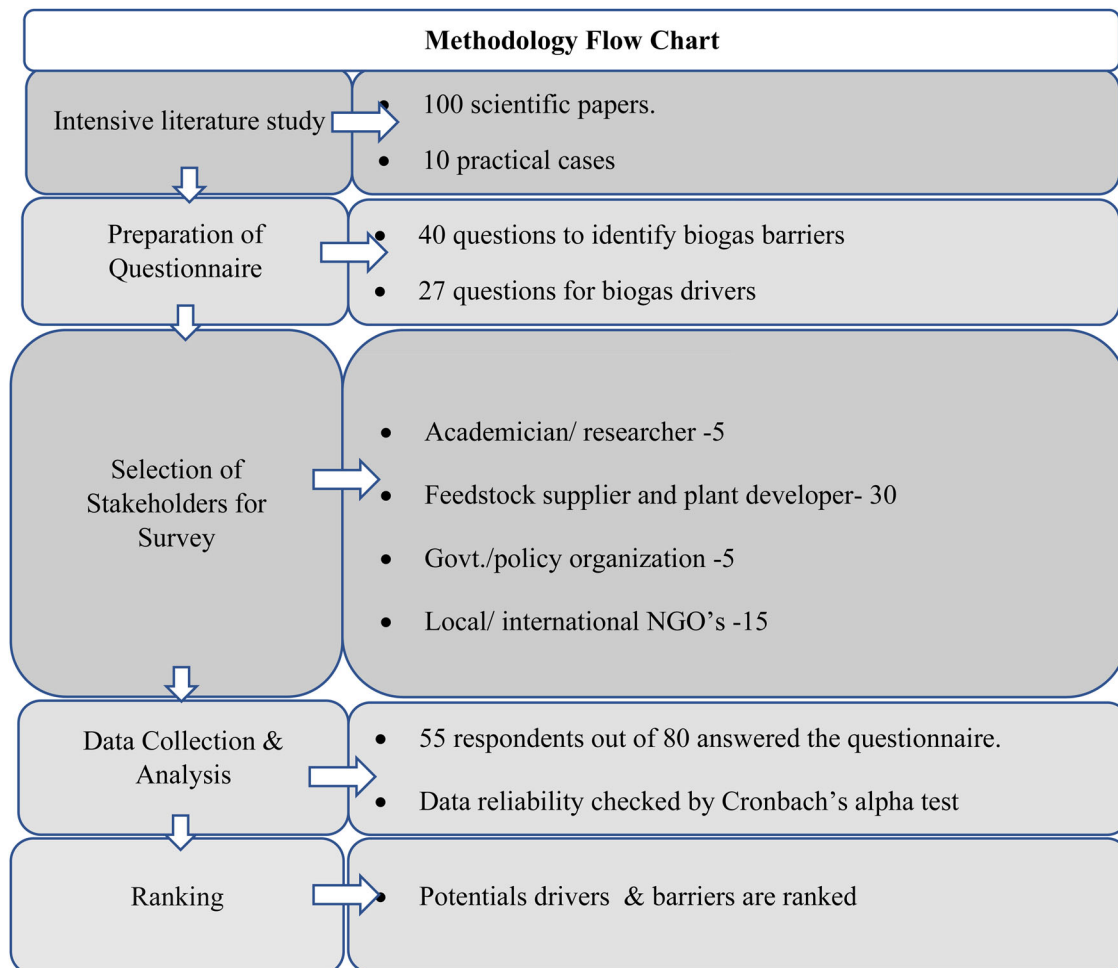 Methodology Flow Chart
Intensive literature study
• 100 scientific papers.
• 10 practical cases
Preparation of
Questionnaire
• 40 questions to identify biogas barriers
• 27 questions for biogas drivers
Selection of
Stakeholders for
Survey
• Academician/ researcher -5
• Feedstock supplier and plant developer- 30
• Govt./policy organization -5
• Local/ international NGO’s -15
Data Collection &
Analysis
• 55 respondents out of 80 answered the questionnaire.
• Data reliability checked by Cronbach’s alpha test
Ranking
• Potentials drivers & barriers are ranked